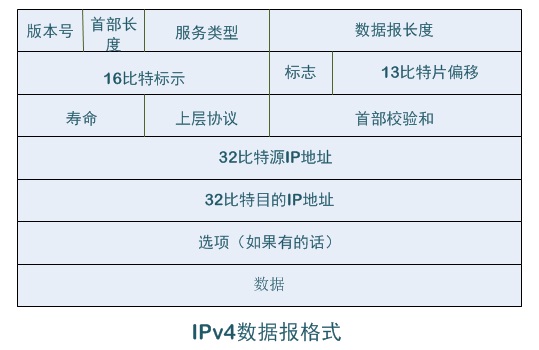 版本号 首部长度 服务类型 数据报长度
16比特标示 标志 13比特片偏移
寿命 上层协议 首部校验和
32比特源IP地址
32比特目的IP地址
选项（如果有的话）
数据
IPv4数据报格式